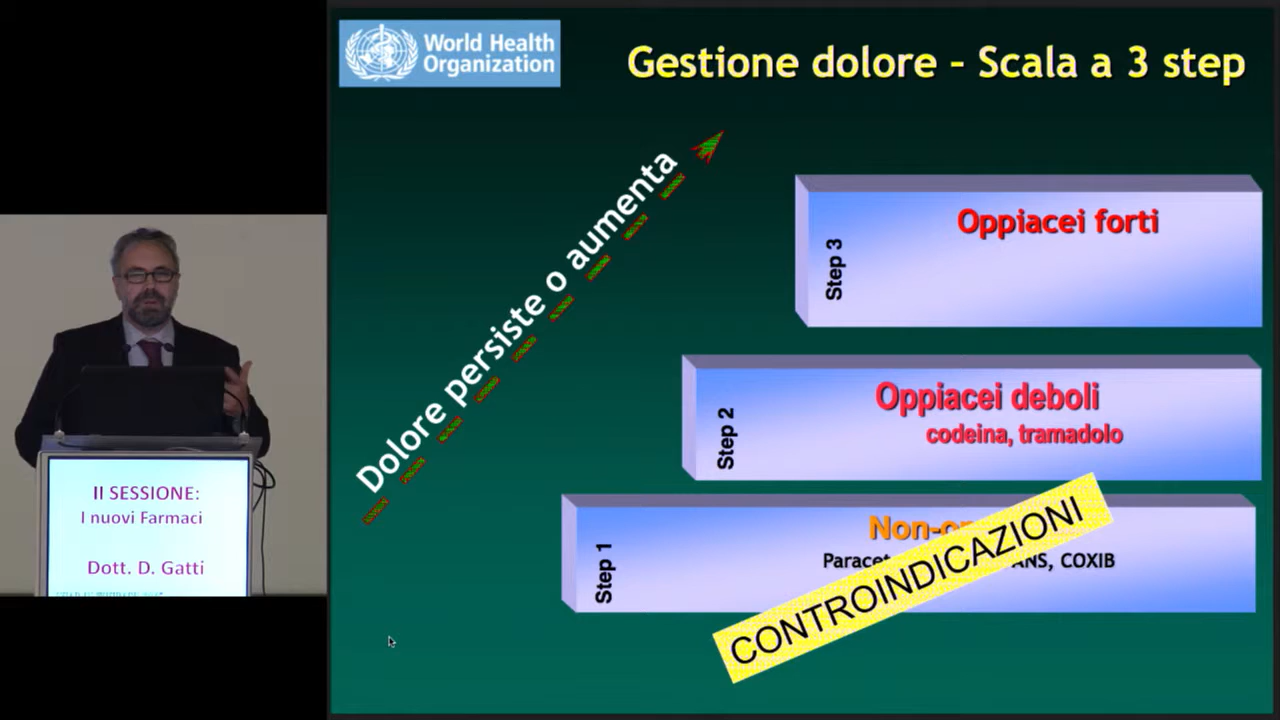 World Health
Organization
Gestione dolore - Scala a 3 step
Dolore persiste o aumenta
Step 3
Oppiacei forti
Step 2
Oppiacei deboli
codeina, tramadolo
Step 1
COXIB
CONTROINDICAZIONI
II SESSIONE:
I nuovi Farmaci
Dott. D. Gatti